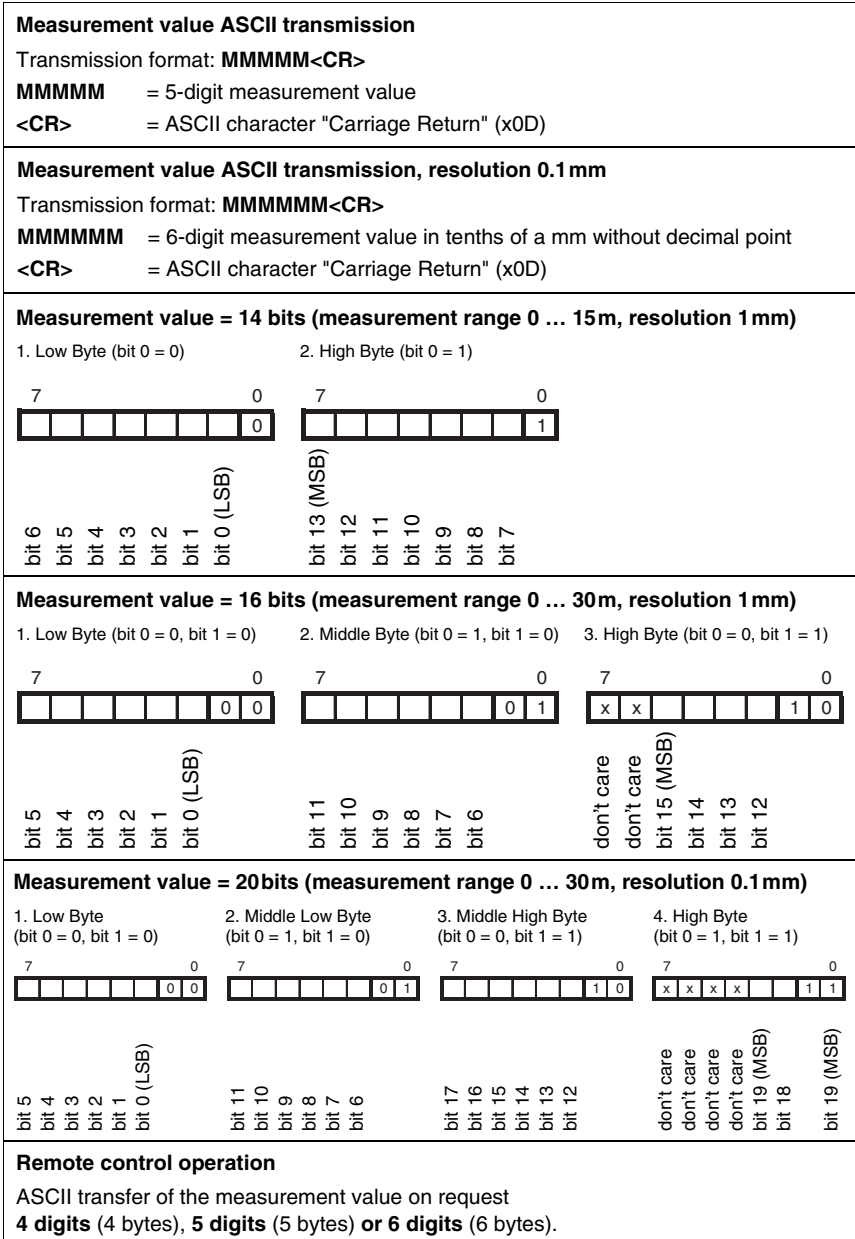 Measurement value ASCII transmission
Transmission format: MMMMM<CR>
MMMMM = 5-digit measurement value
<CR> = ASCII character "Carriage Return" (x0D)
Measurement value ASCII transmission, resolution 0.1mm
Transmission format: MMMMMM<CR>
MMMMMM = 6-digit measurement value in tenths of a mm without decimal point
<CR> = ASCII character "Carriage Return" (x0D)
Measurement value = 14 bits (measurement range 0 … 15m, resolution 1mm)
1. Low Byte (bit 0 = 0) 2. High Byte (bit 0 = 1)
7 0 7 0
0 1
bit 6
bit 5
bit 4
bit 3
bit 2
bit 1
bit 0 (LSB)
bit 13 (MSB)
bit 12
bit 11
bit 10
bit 9
bit 8
bit 7
Measurement value = 16 bits (measurement range 0 … 30m, resolution 1mm)
1. Low Byte (bit 0 = 0, bit 1 = 0) 2. Middle Byte (bit 0 = 1, bit 1 = 0) 3. High Byte (bit 0 = 0, bit 1 = 1)
7 0 7 0 7 0
0 0 0 1 x x 1 0
bit 5
bit 4
bit 3
bit 2
bit 1
bit 0 (LSB)
bit 11
bit 10
bit 9
bit 8
bit 7
bit 6
don't care
don't care
bit 15 (MSB)
bit 14
bit 13
bit 12
Measurement value = 20bits (measurement range 0 … 30m, resolution 0.1mm)
1. Low Byte 2. Middle Low Byte 3. Middle High Byte 4. High Byte
(bit 0 = 0, bit 1 = 0) (bit 0 = 1, bit 1 = 0) (bit 0 = 0, bit 1 = 1) (bit 0 = 1, bit 1 = 1)
7 0 7 0 7 0 7 0
0 0 0 1 1 0 x x x x 1 1
bit 5
bit 4
bit 3
bit 2
bit 1
bit 0 (LSB)
bit 11
bit 10
bit 9
bit 8
bit 7
bit 6
bit 17
bit 16
bit 15
bit 14
bit 13
bit 12
don't care
don't care
don't care
don't care
bit 19 (MSB)
bit 18
bit 19 (MSB)
Remote control operation
ASCII transfer of the measurement value on request
4 digits (4 bytes), 5 digits (5 bytes) or 6 digits (6 bytes).